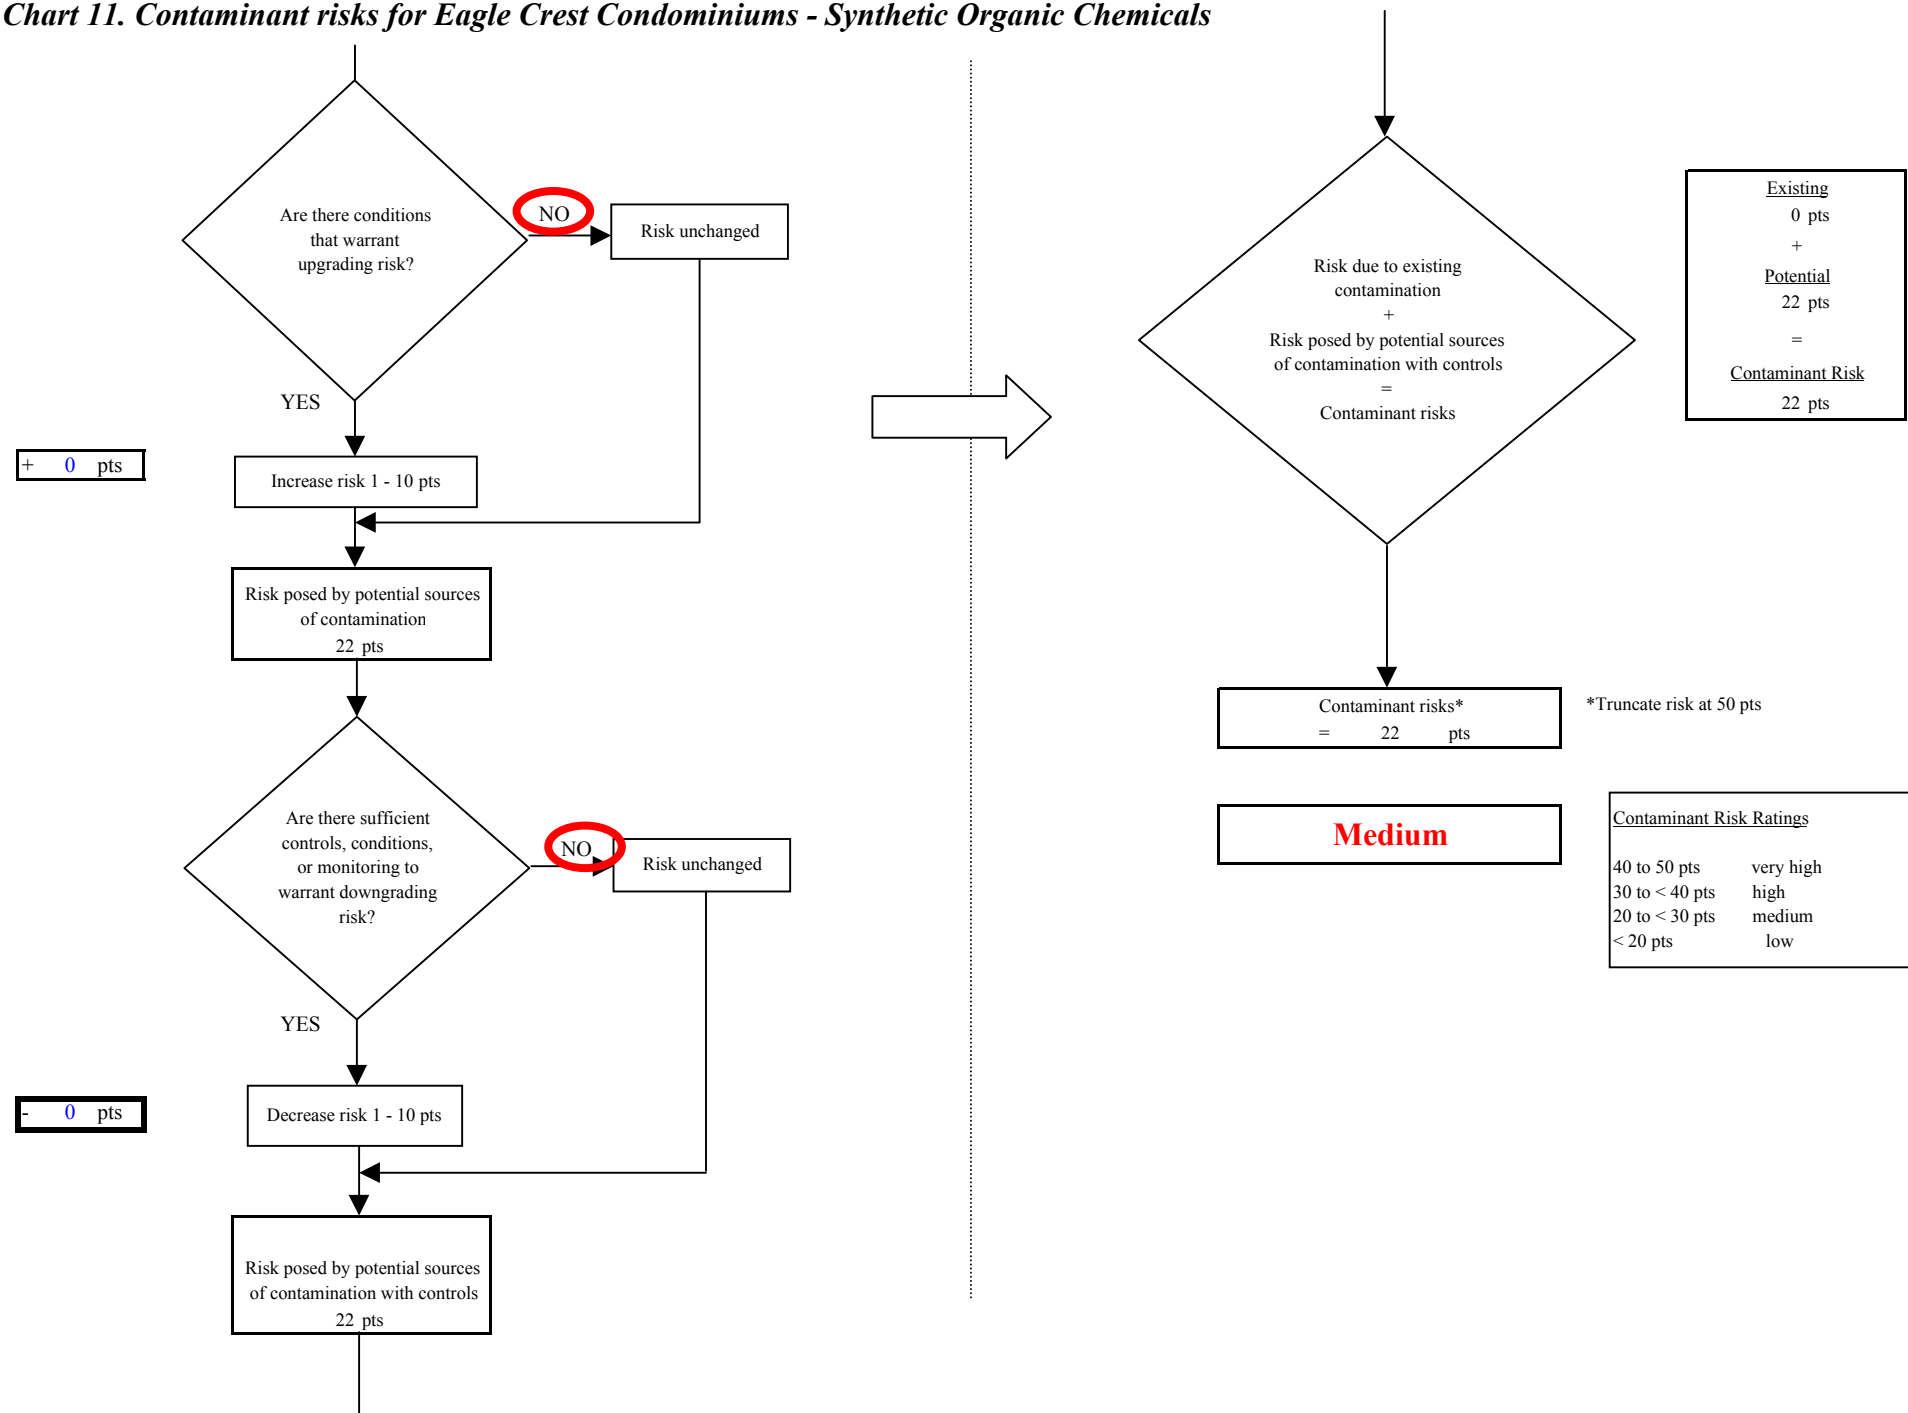 Chart 11. Contaminant risks for Eagle Crest Condominiums - Synthetic Organic Chemicals
Are there conditions
that warrant
upgrading risk?
NO
Risk unchanged
YES
+ 0 pts
Increase risk 1 - 10 pts
Risk posed by potential sources
of contamination
22 pts
Are there sufficient
controls, conditions,
or monitoring to
warrant downgrading
risk?
NO
Risk unchanged
YES
- 0 pts
Decrease risk 1 - 10 pts
Risk posed by potential sources
of contamination with controls
22 pts
Risk due to existing
contamination
+
Risk posed by potential sources
of contamination with controls
=
Contaminant risks
Existing
0 pts
+
Potential
22 pts
=
Contaminant Risk
22 pts
Contaminant risks*
= 22 pts
*Truncate risk at 50 pts
Medium
Contaminant Risk Ratings
40 to 50 pts very high
30 to < 40 pts high
20 to < 30 pts medium
< 20 pts low